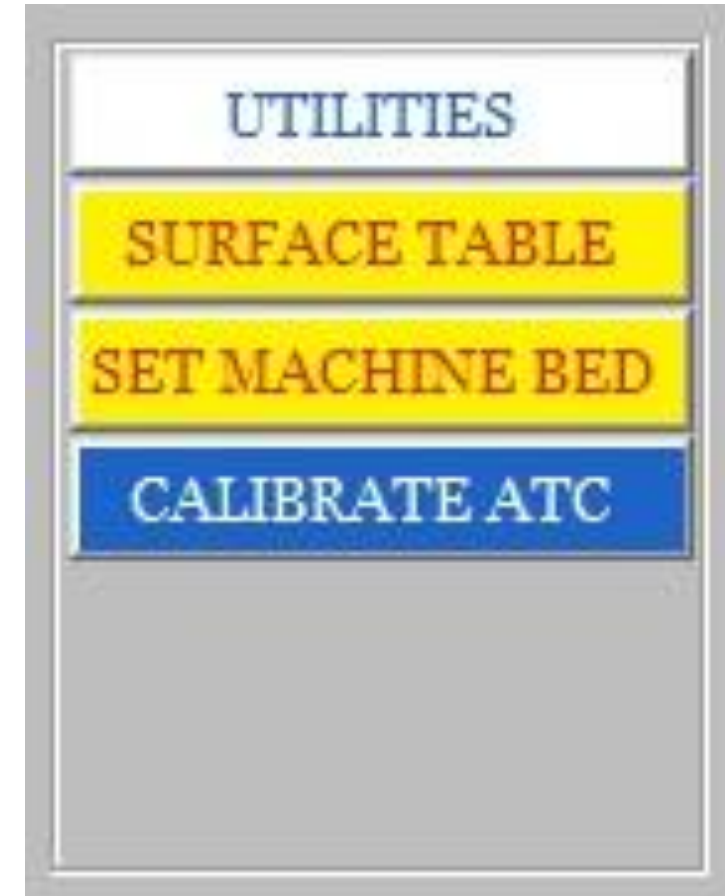 UTILITIES
SURFACE TABLE
SET MACHINE BED
CALIBRATE ATC